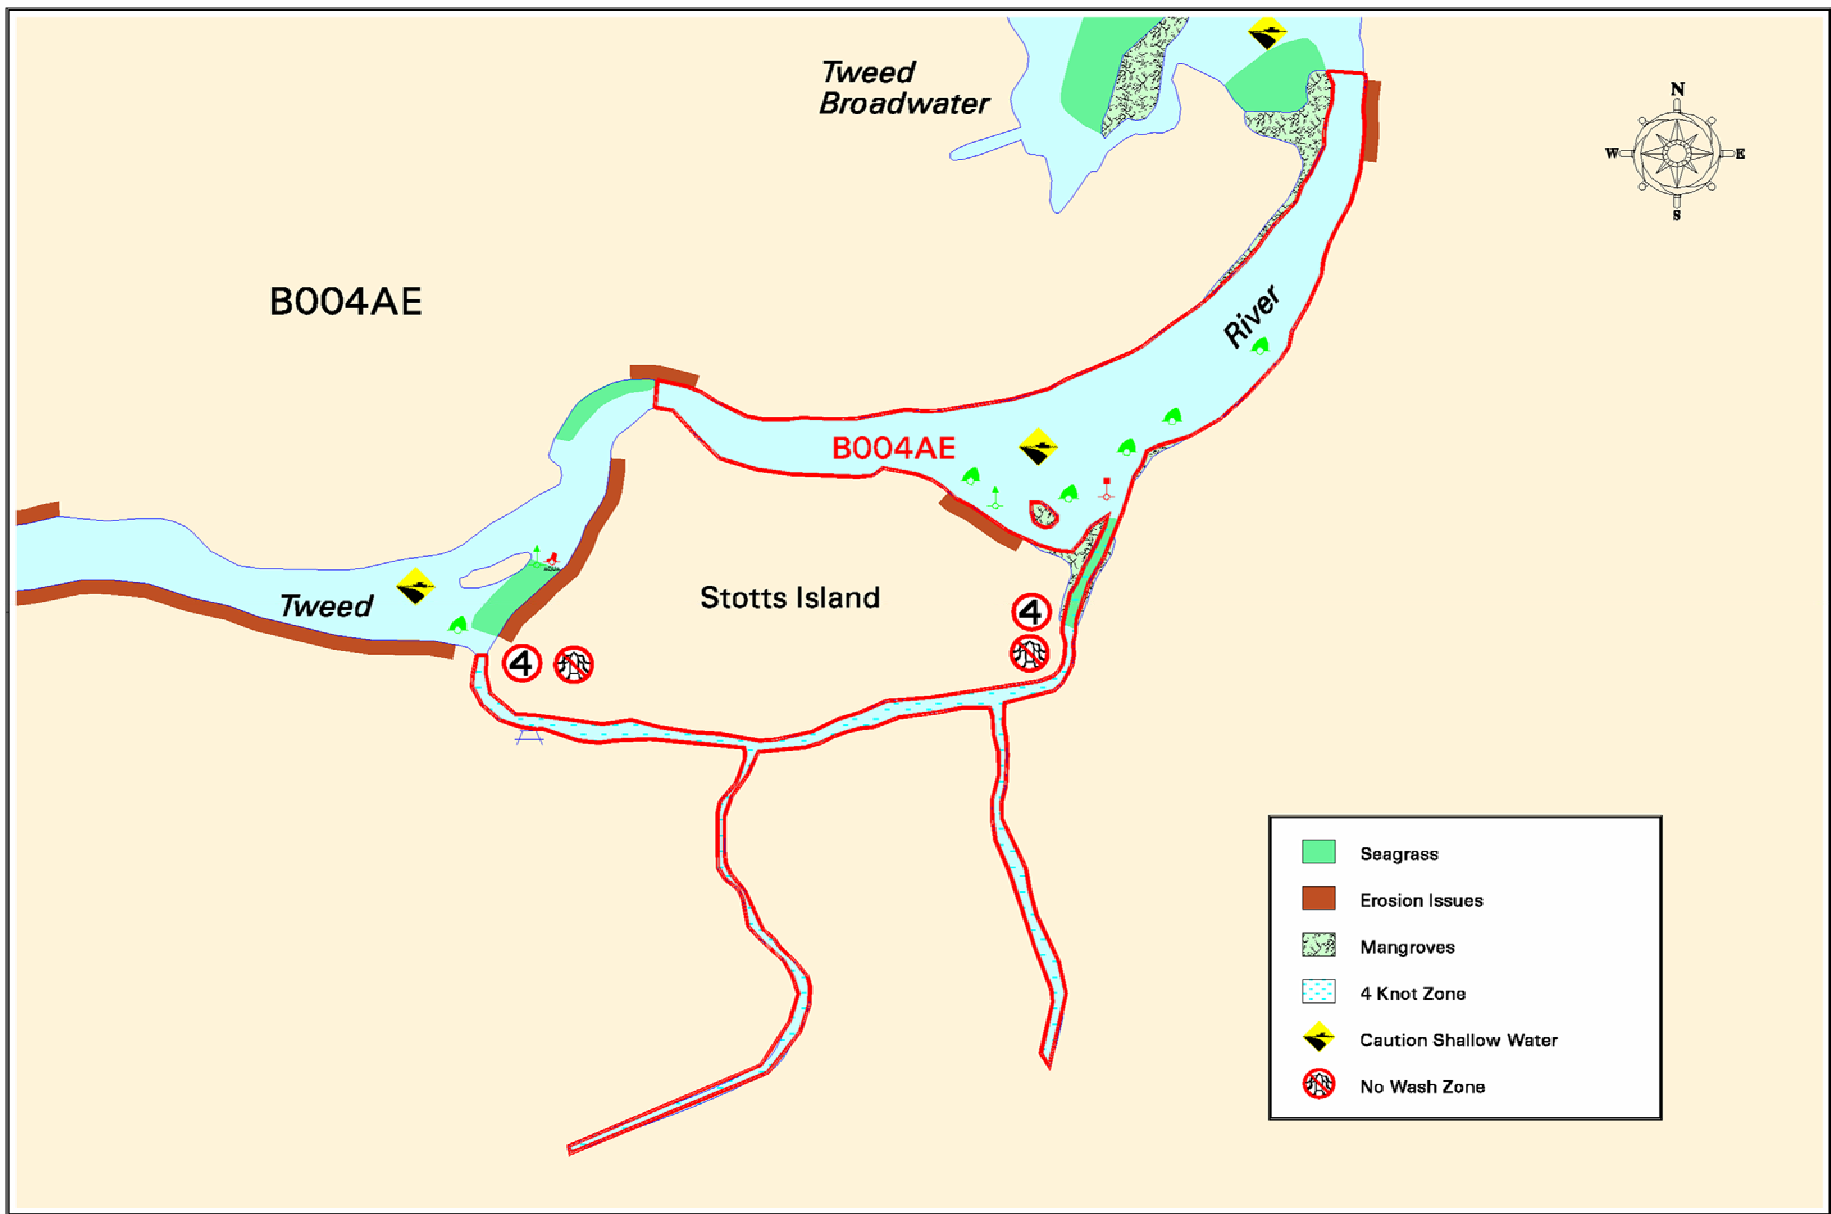 Tweed
Broadwater
N
W E
S
B004AE
River
B004AE
Tweed
Stotts Island
4
4
Seagrass
Erosion Issues
Mangroves
4 Knot Zone
Caution Shallow Water
No Wash Zone